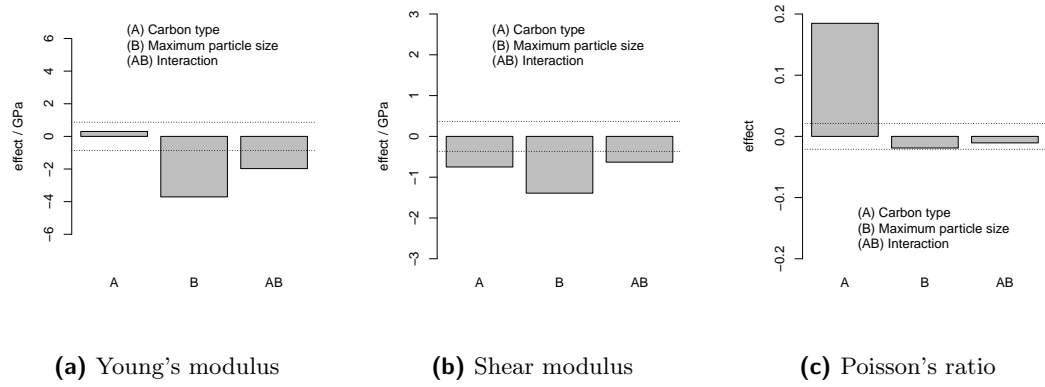 effect / GPa
6
4
2
0
−2
−4
−6
(A) Carbon type
(B) Maximum particle size
(AB) Interaction
A B AB
(a) Young's modulus
effect / GPa
3
2
1
0
−1
−2
−3
(A) Carbon type
(B) Maximum particle size
(AB) Interaction
A B AB
(b) Shear modulus
effect
0.2
0.1
0.0
−0.1
−0.2
(A) Carbon type
(B) Maximum particle size
(AB) Interaction
A B AB
(c) Poisson's ratio